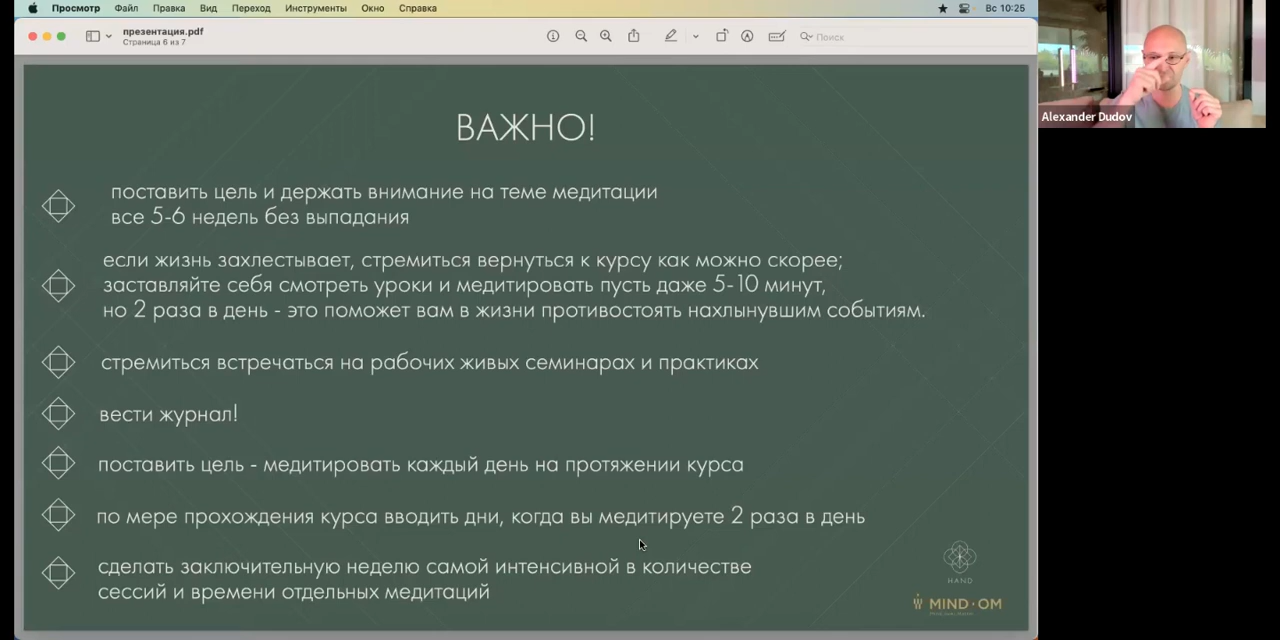 Просмотр Файл Правка Вид Переход Инструменты Окно Справка Вс 10:25
презентация.pdf
Страница 6 из 7
Поиск
Alexander Dudov
ВАЖНО!
поставить цель и держать внимание на теме медитации
все 5-6 недель без выпадания
если жизнь захлестывает, стремиться вернуться к курсу как можно скорее;
заставляйте себя смотреть уроки и медитировать пусть даже 5-10 минут,
но 2 раза в день - это поможет вам в жизни противостоять нахлынувшим событиям.
стремиться встречаться на рабочих живых семинарах и практиках
вести журнал!
поставить цель - медитировать каждый день на протяжении курса
по мере прохождения курса вводить дни, когда вы медитируете 2 раза в день
сделать заключительную неделю самой интенсивной в количестве
сессий и времени отдельных медитаций
HAND
MIND·OM